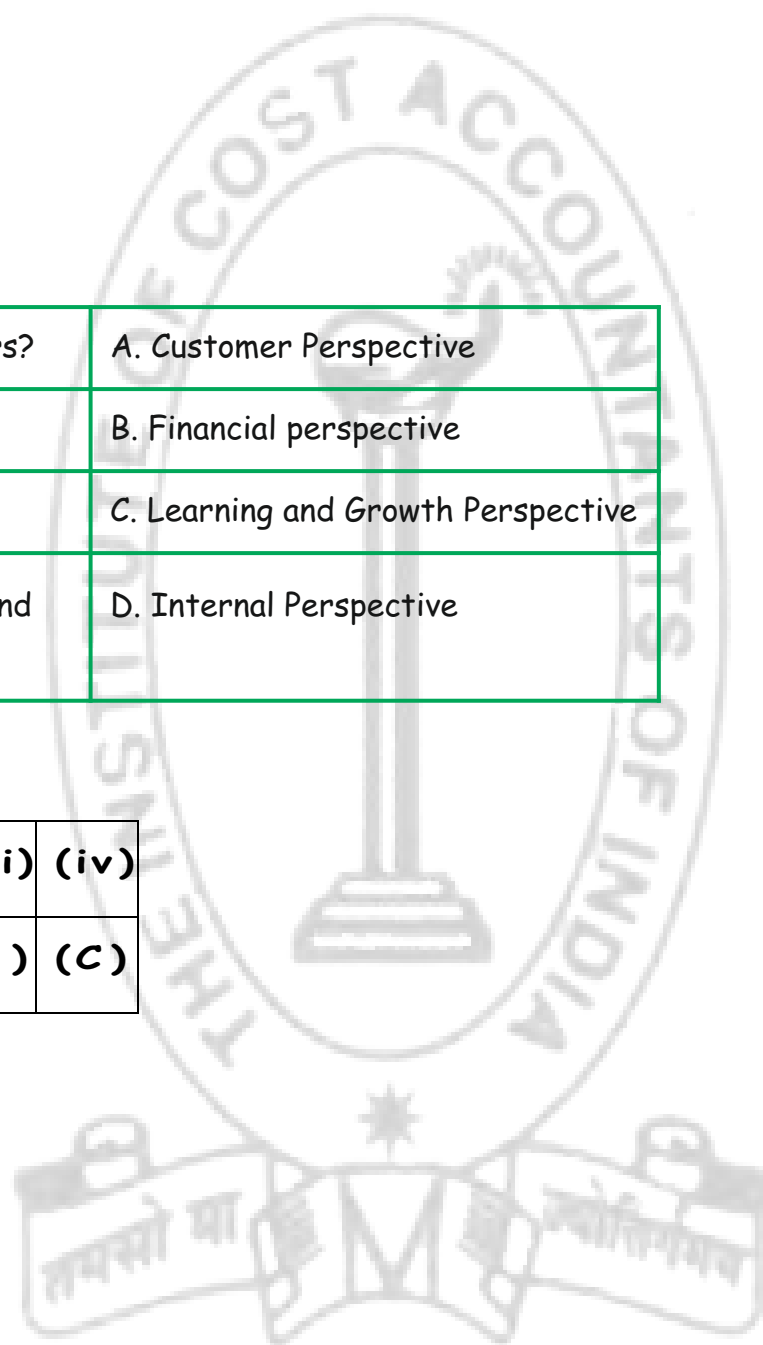 THE INSTITUTE OF COST ACCOUNTANTS OF INDIA
s? A. Customer Perspective
B. Financial perspective
C. Learning and Growth Perspective
nd D. Internal Perspective
i) (iv)
) (C)
तमसो मा ज्योतिर्गमय